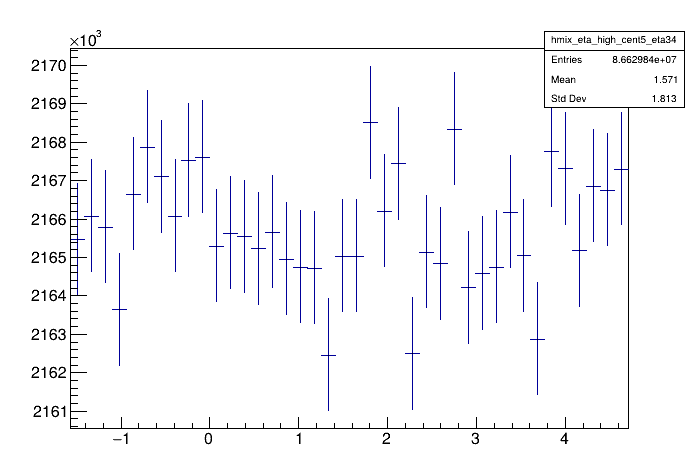 ×10³
hmix_eta_high_cent5_eta34
Entries 8.662984e+07
Mean 1.571
Std Dev 1.813
2170
2169
2168
2167
2166
2165
2164
2163
2162
2161
−1 0 1 2 3 4